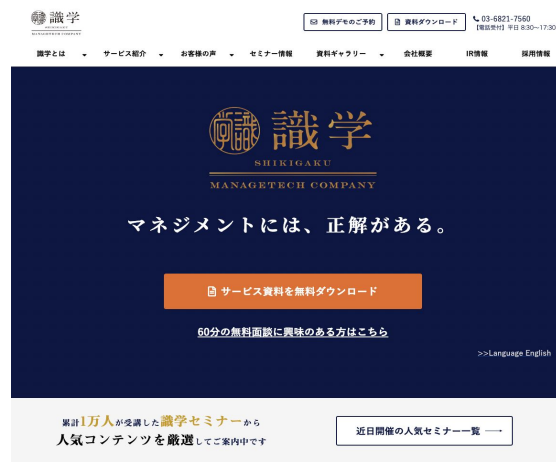 識学
MANAGETECH COMPANY
無料デモのご予約
資料ダウンロード
03-6821-7560
【電話受付】平日 8:30〜17:30
識学とは
サービス紹介
お客様の声
セミナー情報
資料ギャラリー
会社概要
IR情報
採用情報
識学 識学
SHIKIGAKU
MANAGETECH COMPANY
マネジメントには、正解がある。
サービス資料を無料ダウンロード
60分の無料面談に興味のある方はこちら
>>Language English
累計1万人が受講した識学セミナーから
人気コンテンツを厳選してご案内中です
近日開催の人気セミナー一覧